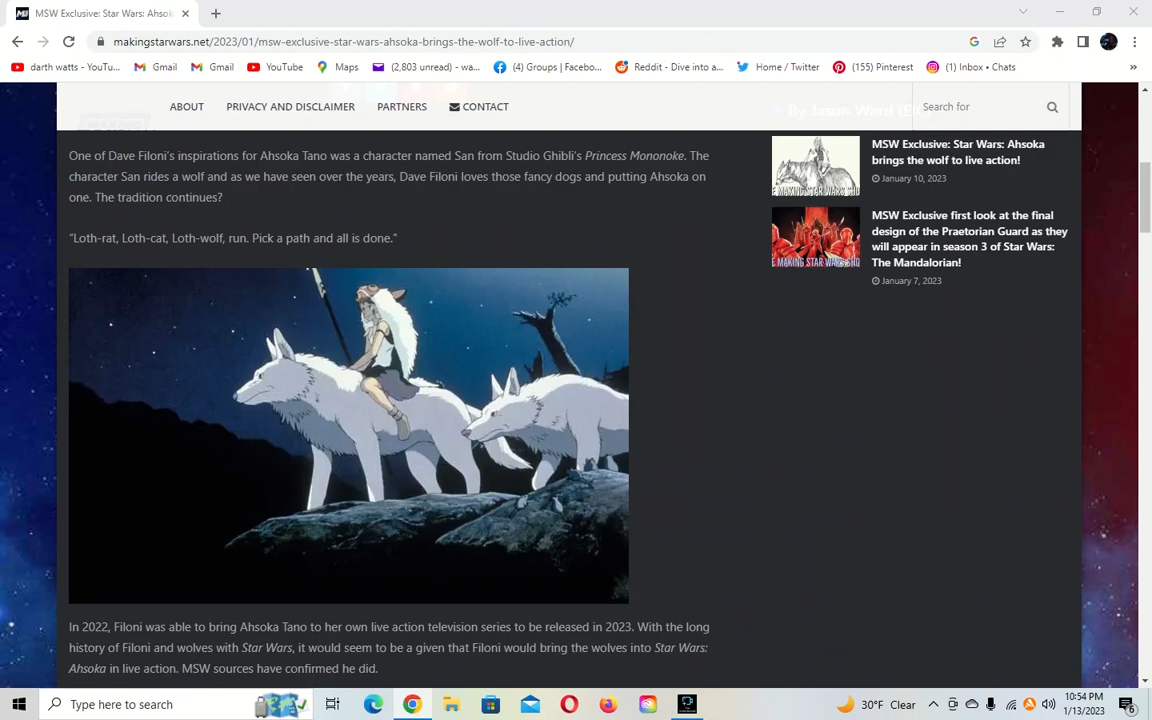 MSW Exclusive: Star Wars: Ahsok
makingstarwars.net/2023/01/msw-exclusive-star-wars-ahsoka-brings-the-wolf-to-live-action/
darth watts - YouTu...
Gmail
Gmail
YouTube
Maps
(2,803 unread) - wa...
(4) Groups | Facebo...
Reddit - Dive into a...
Home / Twitter
(155) Pinterest
(1) Inbox • Chats
»
ABOUT
PRIVACY AND DISCLAIMER
PARTNERS
CONTACT
By Jason Ward (EIC)
Search for
One of Dave Filoni's inspirations for Ahsoka Tano was a character named San from Studio Ghibli's Princess Mononoke. The
character San rides a wolf and as we have seen over the years, Dave Filoni loves those fancy dogs and putting Ahsoka on
one. The tradition continues?
“Loth-rat, Loth-cat, Loth-wolf, run. Pick a path and all is done.”
In 2022, Filoni was able to bring Ahsoka Tano to her own live action television series to be released in 2023. With the long
history of Filoni and wolves with Star Wars, it would seem to be a given that Filoni would bring the wolves into Star Wars:
Ahsoka in live action. MSW sources have confirmed he did.
MSW Exclusive: Star Wars: Ahsoka
brings the wolf to live action!
January 10, 2023
E MAKING STAR WARS SHO
MSW Exclusive first look at the final
design of the Praetorian Guard as they
will appear in season 3 of Star Wars:
The Mandalorian!
January 7, 2023
E MAKING STAR WARS SHO
Type here to search
30°F Clear
10:54 PM
1/13/2023
6